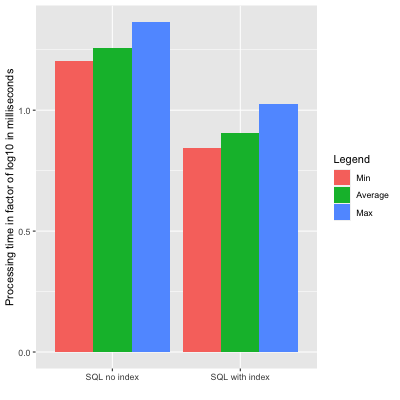 Processing time in factor of log10 in milliseconds
1.0
0.5
0.0
SQL no index
SQL with index
Legend
Min
Average
Max